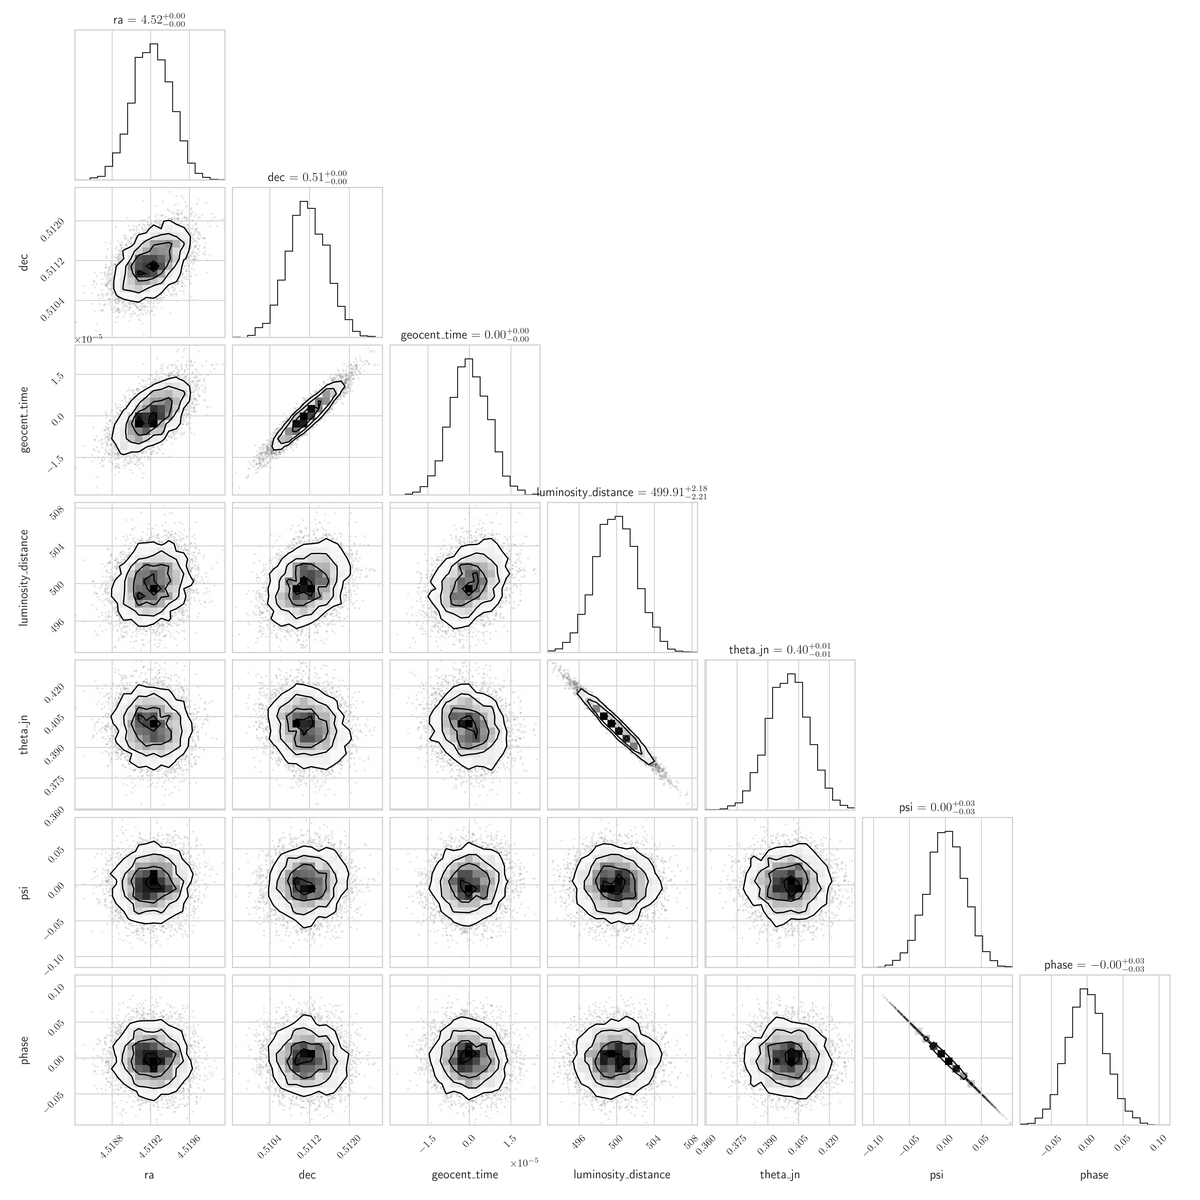 ra = 4.52+0.00−0.00
dec = 0.51+0.00−0.00
0.5120
0.5112
0.5104
dec
geocent_time = 0.00+0.00−0.00
×10−5
1.5
0.0
−1.5
geocent_time
luminosity_distance = 499.91+2.18−2.21
508
504
500
496
luminosity_distance
theta_jn = 0.40+0.01−0.01
0.420
0.405
0.390
0.375
0.360
theta_jn
psi = 0.00+0.03−0.03
0.05
0.00
−0.05
−0.10
psi
phase = −0.00+0.03−0.03
0.10
0.05
0.00
−0.05
phase
4.5188 4.5192 4.5196
0.5104 0.5112 0.5120
−1.5 0.0 1.5
×10−5
496 500 504 508
0.360 0.375 0.390 0.405 0.420
−0.10 −0.05 0.00 0.05
−0.05 0.00 0.05 0.10
ra dec geocent_time luminosity_distance theta_jn psi phase